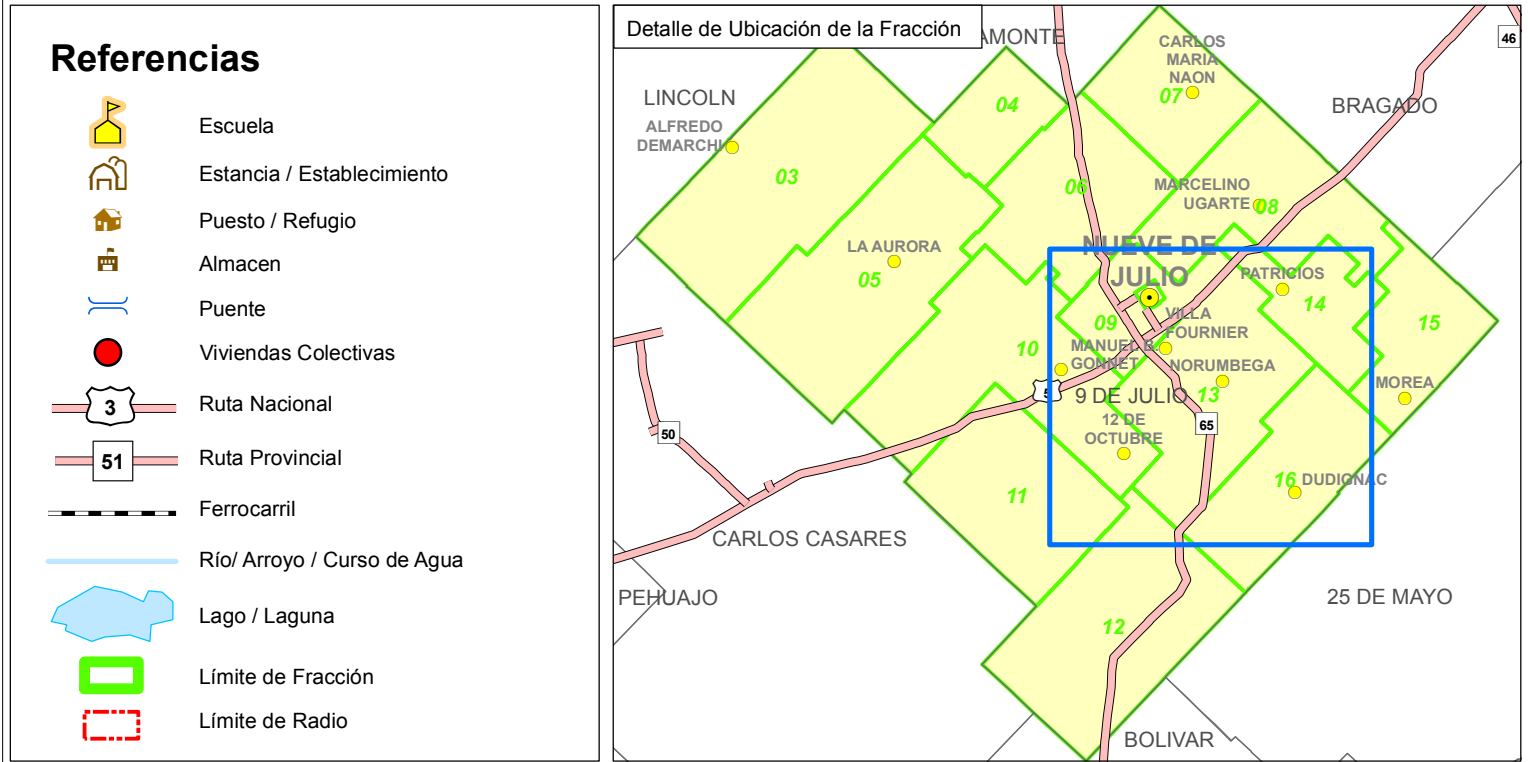 Referencias
Escuela
Estancia / Establecimiento
Puesto / Refugio
Almacen
Puente
Viviendas Colectivas
3
Ruta Nacional
51
Ruta Provincial
Ferrocarril
Río/ Arroyo / Curso de Agua
Lago / Laguna
Límite de Fracción
Límite de Radio
Detalle de Ubicación de la Fracción
AMONTE
46
CARLOS
MARIA
NAON
07
LINCOLN
04
BRAGADO
ALFREDO
DEMARCHI
03
06
MARCELINO
UGARTE
08
NUEVE DE
JULIO
LA AURORA
05
PATRICIOS
14
09
VILLA
FOURNIER
15
10
MANUEL B.
GONNET
NORUMBEGA
MOREA
5
9 DE JULIO
13
12 DE
OCTUBRE
65
50
11
16
DUDIGNAC
CARLOS CASARES
PEHUAJO
25 DE MAYO
12
BOLIVAR